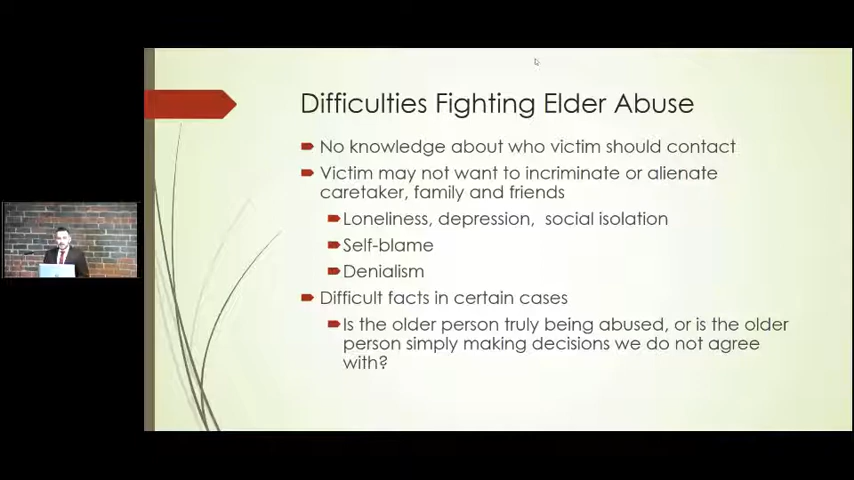 Difficulties Fighting Elder Abuse
No knowledge about who victim should contact
Victim may not want to incriminate or alienate
caretaker, family and friends
Loneliness, depression, social isolation
Self-blame
Denialism
Difficult facts in certain cases
Is the older person truly being abused, or is the older
person simply making decisions we do not agree
with?